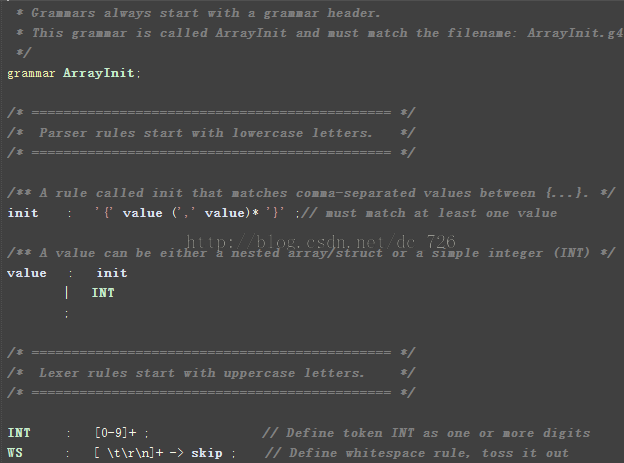 * Grammars always start with a grammar header.
* This grammar is called ArrayInit and must match the filename: ArrayInit.g4
*/
grammar ArrayInit;
/* ============================================= */
/*  Parser rules start with lowercase letters.   */
/* ============================================= */
/** A rule called init that matches comma-separated values between {...}. */
init    :   '{' value (',' value)* '}' ;// must match at least one value
http://blog.csdn.net/dc_726
/** A value can be either a nested array/struct or a simple integer (INT) */
value   :   init
|   INT
;
/* ============================================= */
/*  Lexer rules start with uppercase letters.    */
/* ============================================= */
INT     :   [0-9]+ ;              // Define token INT as one or more digits
WS      :   [ \t\r\n]+ -> skip ;   // Define whitespace rule, toss it out